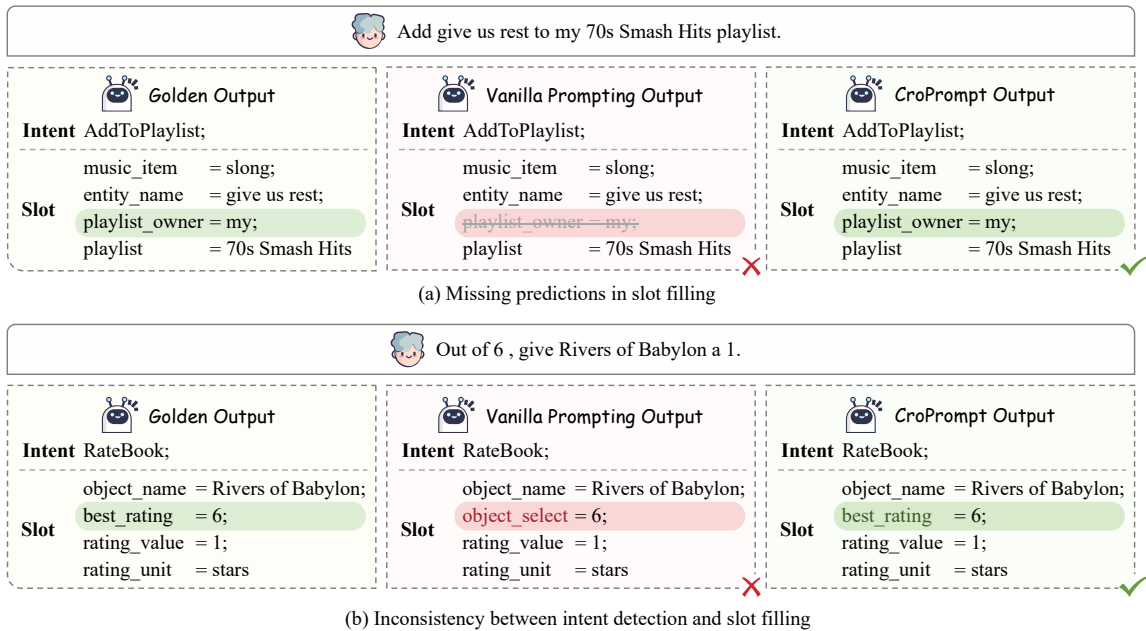 Add give us rest to my 70s Smash Hits playlist.
Golden Output
Intent AddToPlaylist;
Slot
music_item = slong;
entity_name = give us rest;
playlist_owner = my;
playlist = 70s Smash Hits
Vanilla Prompting Output
Intent AddToPlaylist;
Slot
music_item = slong;
entity_name = give us rest;
playlist_owner = my;
playlist = 70s Smash Hits
CroPrompt Output
Intent AddToPlaylist;
Slot
music_item = slong;
entity_name = give us rest;
playlist_owner = my;
playlist = 70s Smash Hits
(a) Missing predictions in slot filling
Out of 6 , give Rivers of Babylon a 1.
Golden Output
Intent RateBook;
Slot
object_name = Rivers of Babylon;
best_rating = 6;
rating_value = 1;
rating_unit = stars
Vanilla Prompting Output
Intent RateBook;
Slot
object_name = Rivers of Babylon;
object_select = 6;
rating_value = 1;
rating_unit = stars
CroPrompt Output
Intent RateBook;
Slot
object_name = Rivers of Babylon;
best_rating = 6;
rating_value = 1;
rating_unit = stars
(b) Inconsistency between intent detection and slot filling